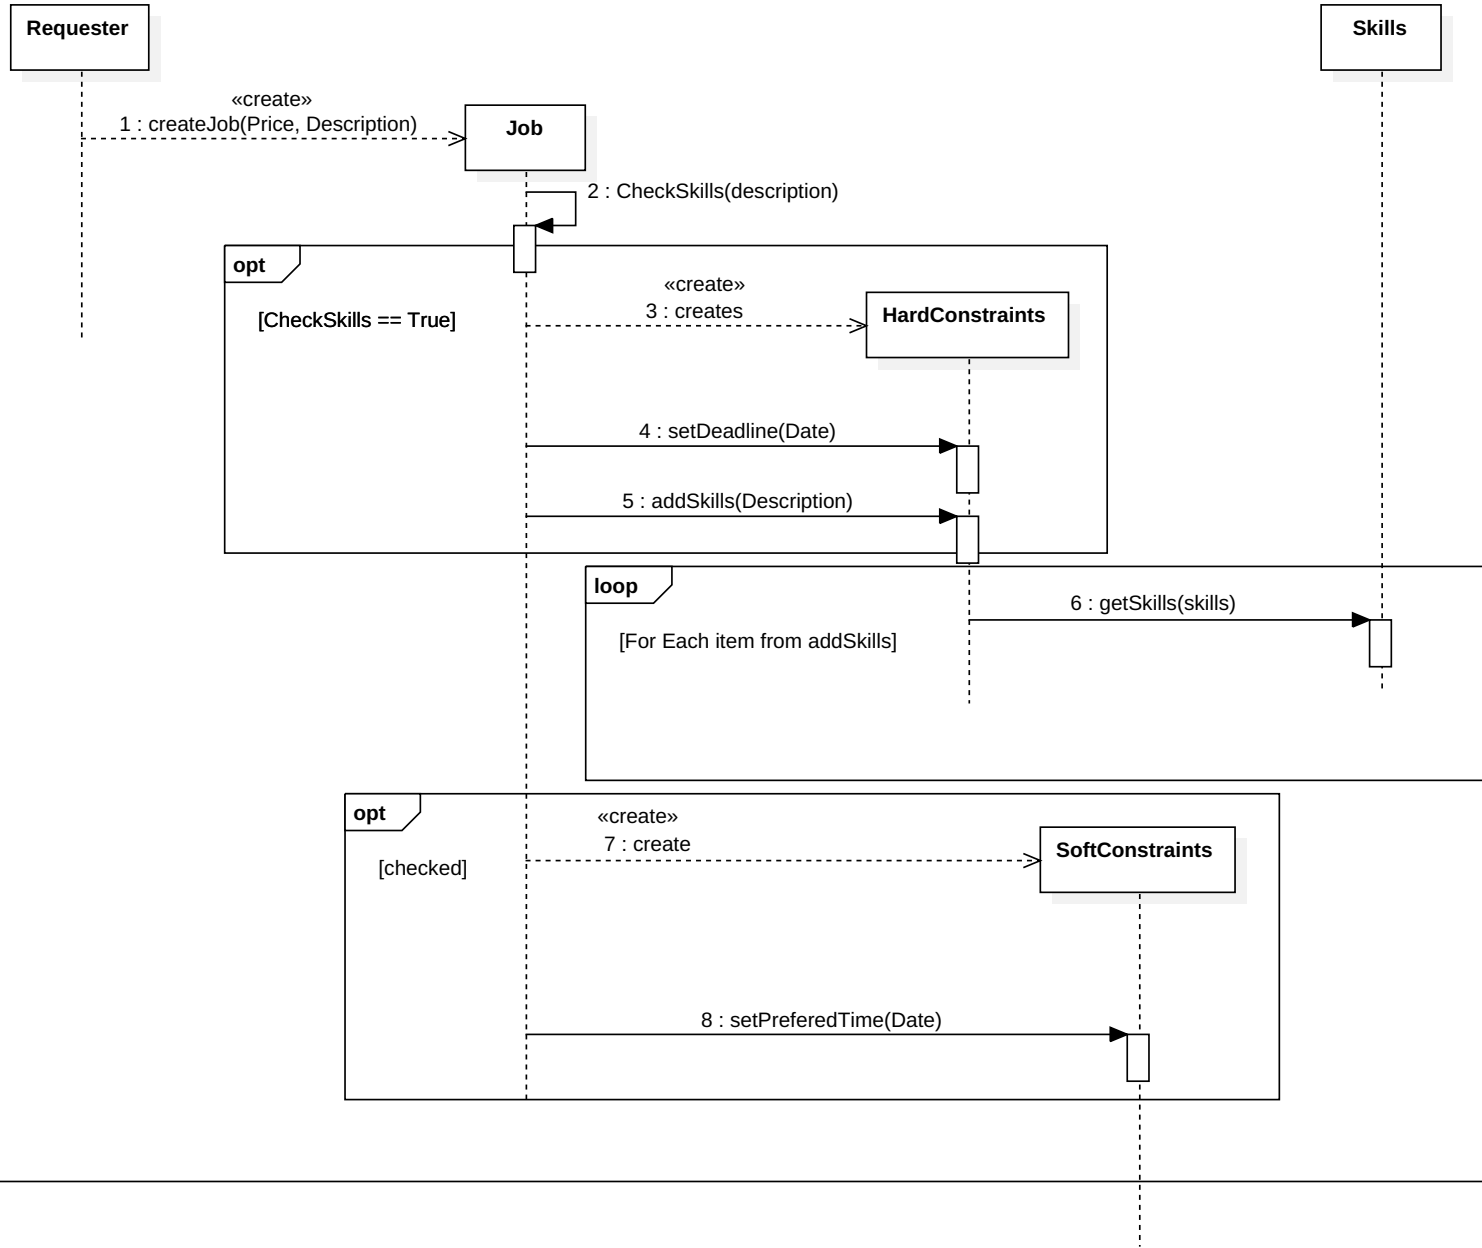 Requester
Skills
«create»
1 : createJob(Price, Description)
Job
2 : CheckSkills(description)
opt
[CheckSkills == True]
«create»
3 : creates
HardConstraints
4 : setDeadline(Date)
5 : addSkills(Description)
loop
6 : getSkills(skills)
[For Each item from addSkills]
opt
«create»
7 : create
SoftConstraints
[checked]
8 : setPreferedTime(Date)